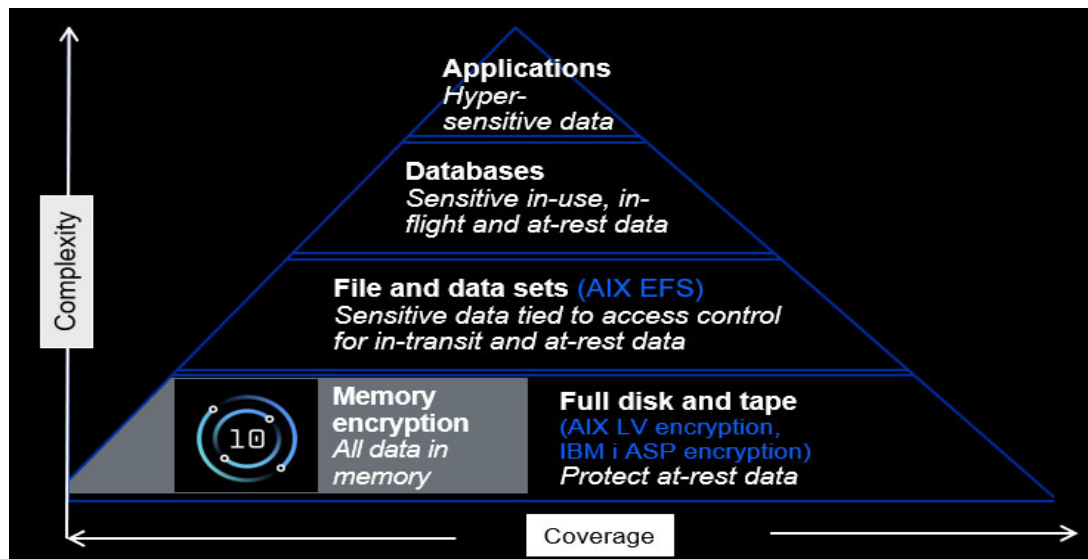 Applications
Hyper-
sensitive data
Databases
Sensitive in-use, in-
flight and at-rest data
File and data sets (AIX EFS)
Sensitive data tied to access control
for in-transit and at-rest data
10
Memory
encryption
All data in
memory
Full disk and tape
(AIX LV encryption,
IBM i ASP encryption)
Protect at-rest data
Complexity
Coverage